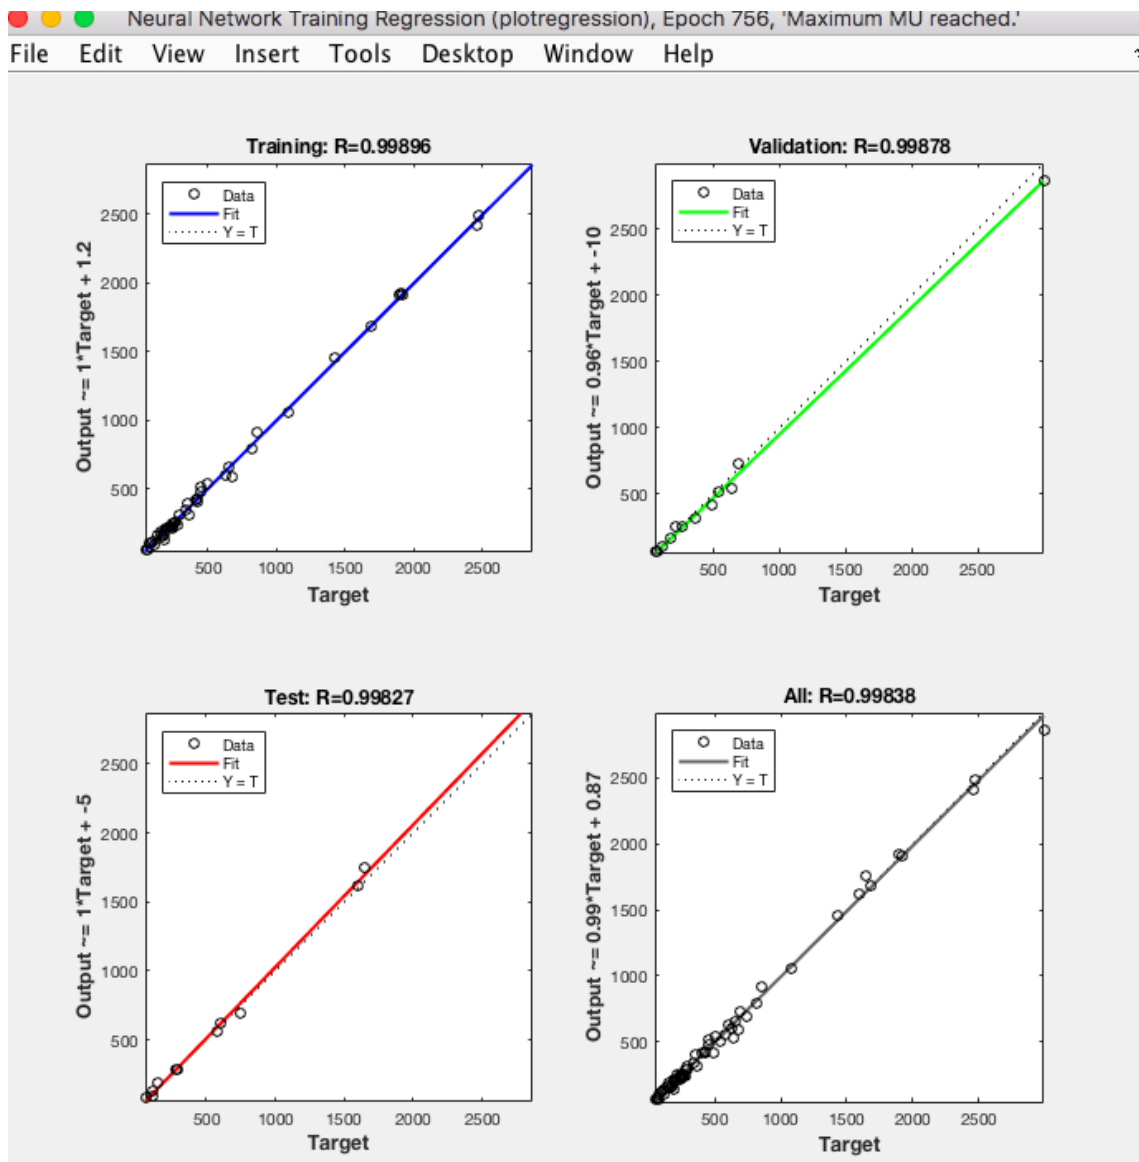 Neural Network Training Regression (plotregression), Epoch 756, 'Maximum MU reached.'
File Edit View Insert Tools Desktop Window Help
Training: R=0.99896
Data
Fit
Y = T
Output ~= 1*Target + 1.2
2500
2000
1500
1000
500
500 1000 1500 2000 2500
Target
Validation: R=0.99878
Data
Fit
Y = T
Output ~= 0.96*Target + -10
2500
2000
1500
1000
500
500 1000 1500 2000 2500
Target
Test: R=0.99827
Data
Fit
Y = T
Output ~= 1*Target + -5
2500
2000
1500
1000
500
500 1000 1500 2000 2500
Target
All: R=0.99838
Data
Fit
Y = T
Output ~= 0.99*Target + 0.87
2500
2000
1500
1000
500
500 1000 1500 2000 2500
Target